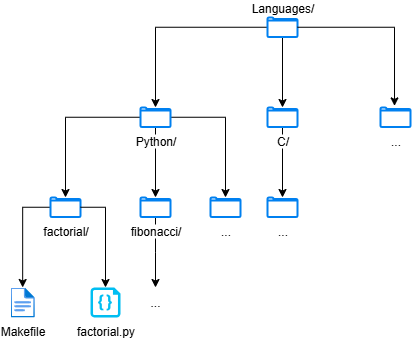 Languages/
Python/
C/
...
factorial/
fibonacci/
...
...
Makefile
factorial.py
...